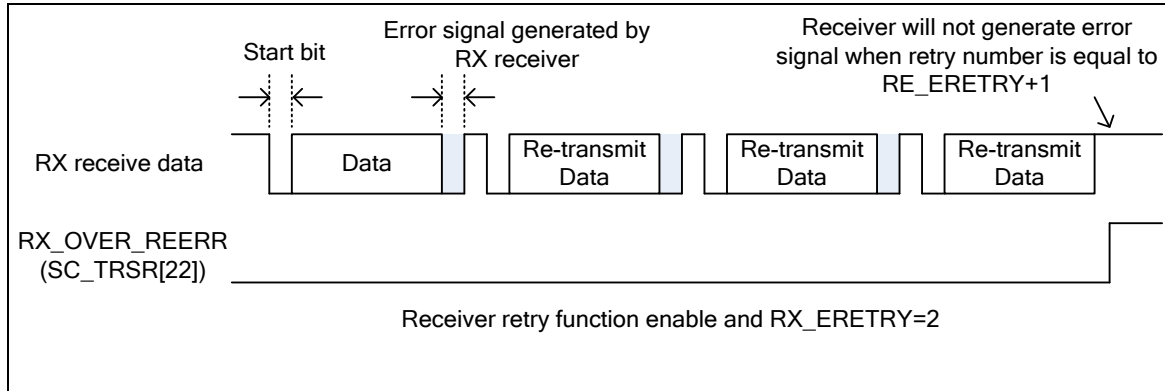 Start bit
Error signal generated by
RX receiver
Receiver will not generate error
signal when retry number is equal to
RE_ERETRY+1
RX receive data
Data
Re-transmit
Data
Re-transmit
Data
Re-transmit
Data
RX_OVER_REERR
(SC_TRSR[22])
Receiver retry function enable and RX_ERETRY=2